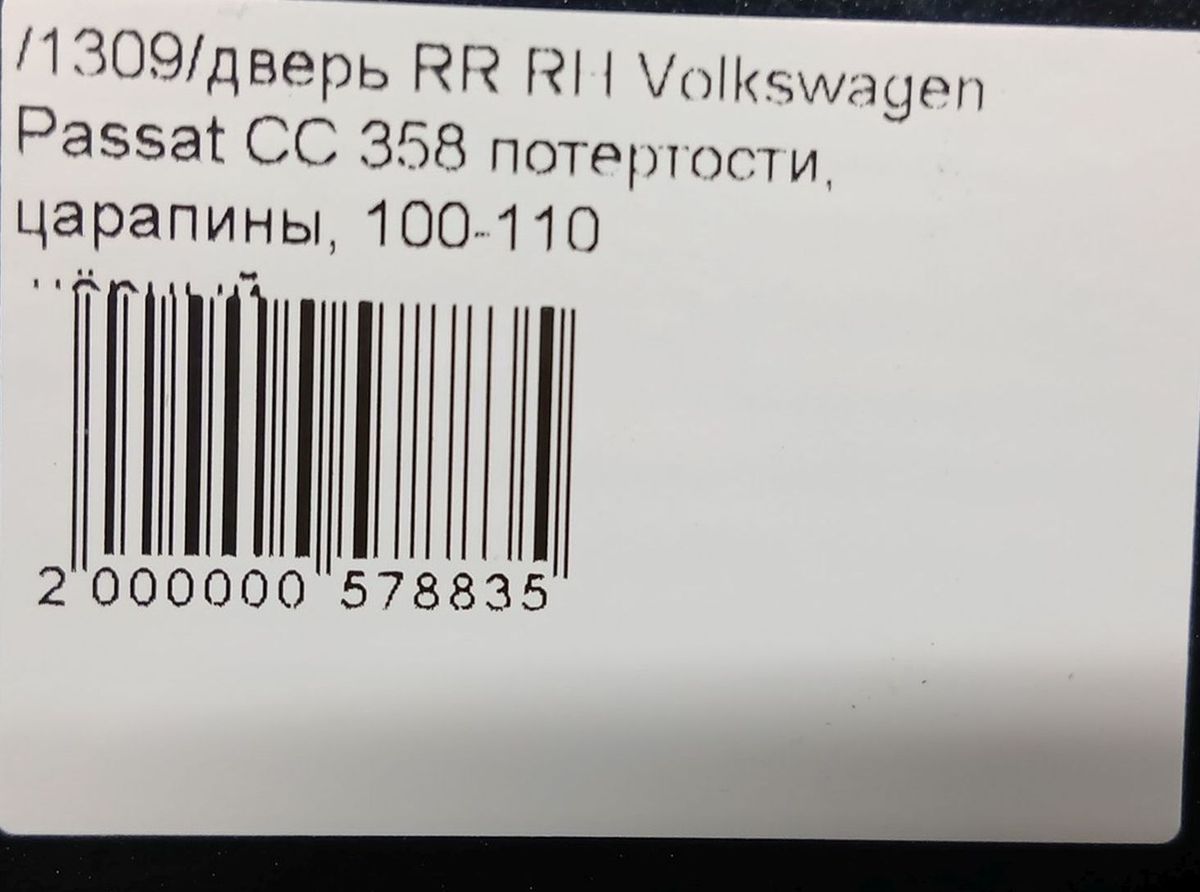 /1309/дверь RR RH Volkswagen
Passat CC 358 потертости,
царапины, 100-110
2 000000 578835